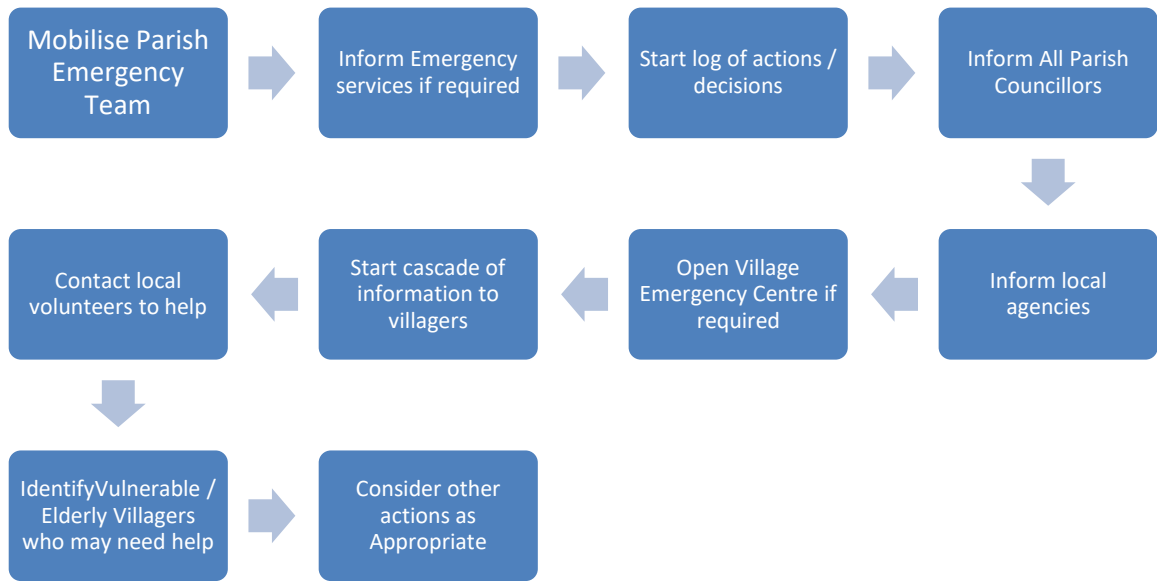 Mobilise Parish
Emergency
Team
Inform Emergency
services if required
Start log of actions /
decisions
Inform All Parish
Councillors
Inform local
agencies
Open Village
Emergency Centre if
required
Start cascade of
information to
villagers
Contact local
volunteers to help
IdentifyVulnerable /
Elderly Villagers
who may need help
Consider other
actions as
Appropriate